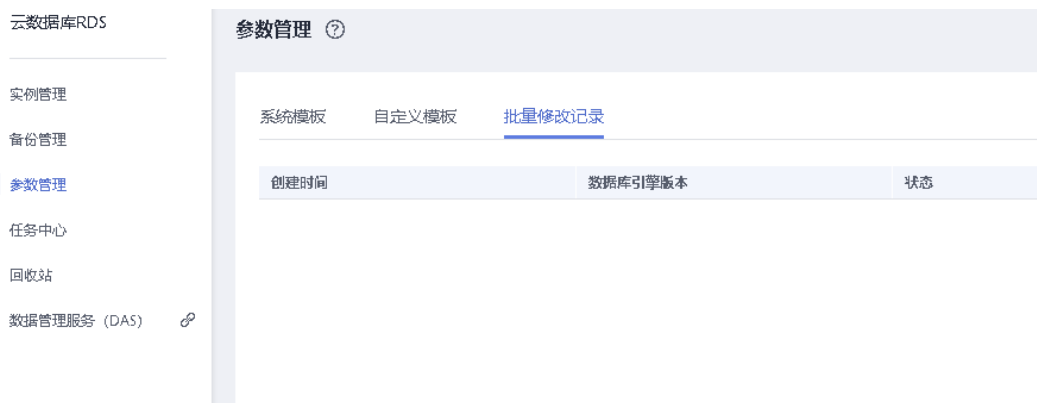 云数据库RDS
实例管理
备份管理
参数管理
任务中心
回收站
数据管理服务（DAS）
参数管理
系统模板 自定义模板 批量修改记录
创建时间 数据库引擎版本 状态